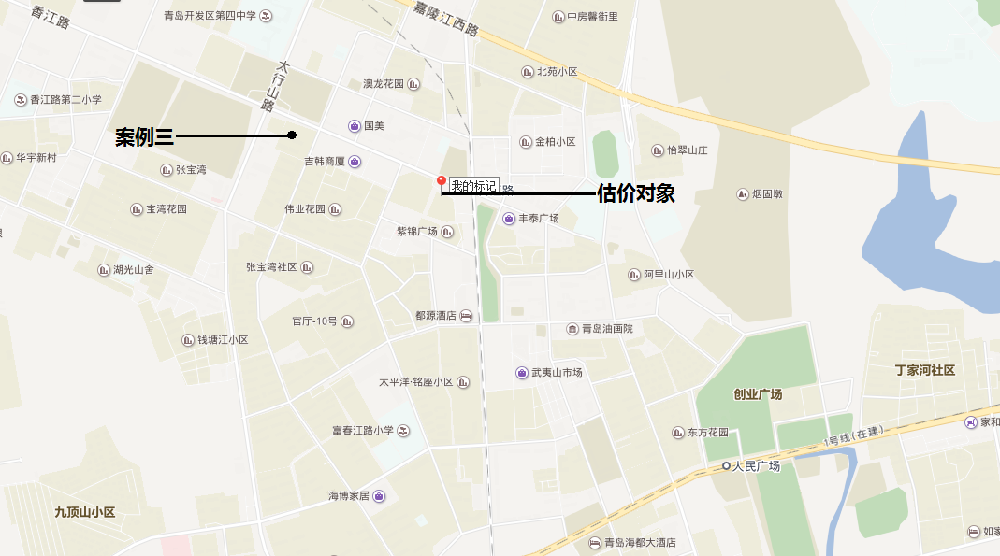 香江路
青岛开发区第四中学
嘉陵江西路
中房馨街里
北苑小区
太行山路
澳龙花园
香江路第二小学
国美
案例三
金柏小区
怡翠山庄
华宇新村
吉韩商厦
张宝湾
我的标记
江路
估价对象
烟固墩
宝湾花园
伟业花园
丰泰广场
紫锦广场
湖光山舍
张宝湾社区
阿里山小区
官厅-10号
都源酒店
青岛油画院
钱塘江小区
武夷山市场
丁家河社区
太平洋·铭座小区
创业广场
富春江路小学
东方花园
1号线(在建)
家和
人民广场
海博家居
九顶山小区
如家
青岛海都大酒店